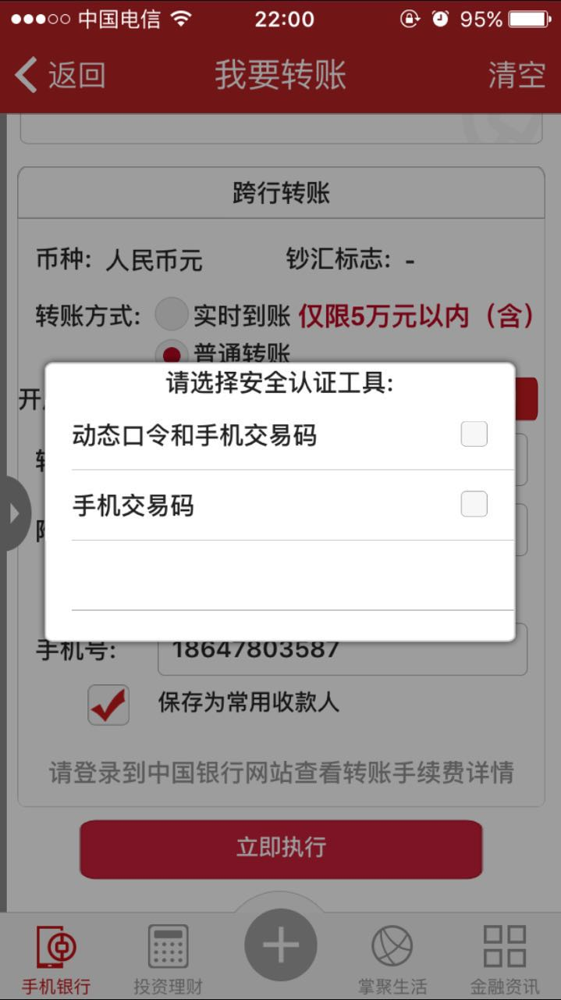 中国电信 22:00 95%
返回 我要转账 清空
跨行转账
币种: 人民币元 钞汇标志: -
转账方式: 实时到账 仅限5万元以内（含）
普通转账
请选择安全认证工具:
开
动态口令和手机交易码
手机交易码
手机号: 18647803587
保存为常用收款人
请登录到中国银行网站查看转账手续费详情
立即执行
手机银行 投资理财 掌聚生活 金融资讯